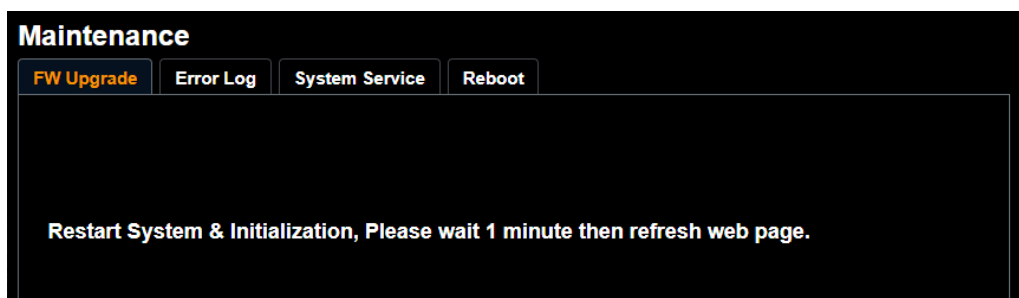 Maintenance
FW Upgrade Error Log System Service Reboot
Restart System & Initialization, Please wait 1 minute then refresh web page.